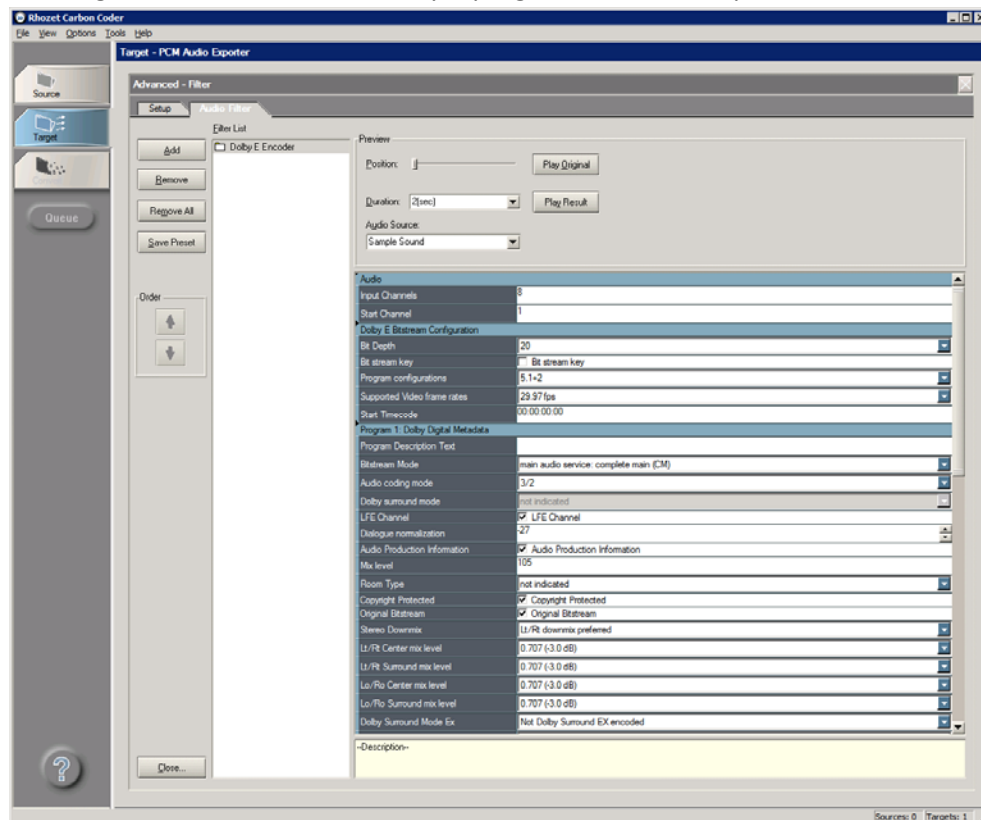 Rhozet Carbon Coder
File View Options Tools Help
Target - PCM Audio Exporter
Source
Target
Queue
Advanced - Filter
Setup Audio Filter
Filter List
Add
Remove
Remove All
Save Preset
Order
Dolby E Encoder
Preview
Position: Play Original
Duration: 2[sec] Play Result
Audio Source:
Sample Sound
Audio
Input Channels 8
Start Channel 1
Dolby E Bitstream Configuration
Bit Depth 20
Bit stream key Bit stream key
Program configurations 5.1+2
Supported Video frame rates 29.97 fps
Start Timecode 00:00:00:00
Program 1: Dolby Digital Metadata
Program Description Text
Bitstream Mode main audio service: complete main (CM)
Audio coding mode 3/2
Dolby surround mode not indicated
LFE Channel LFE Channel
Dialogue normalization -27
Audio Production Information Audio Production Information
Mix level 105
Room Type not indicated
Copyright Protected Copyright Protected
Original Bitstream Original Bitstream
Stereo Downmix Lt/Rt downmix preferred
Lt/Rt Center mix level 0.707 (-3.0 dB)
Lt/Rt Surround mix level 0.707 (-3.0 dB)
Lo/Ro Center mix level 0.707 (-3.0 dB)
Lo/Ro Surround mix level 0.707 (-3.0 dB)
Dolby Surround Mode Ex Not Dolby Surround EX encoded
--Description--
Close...
?
Sources: 0 Targets: 1